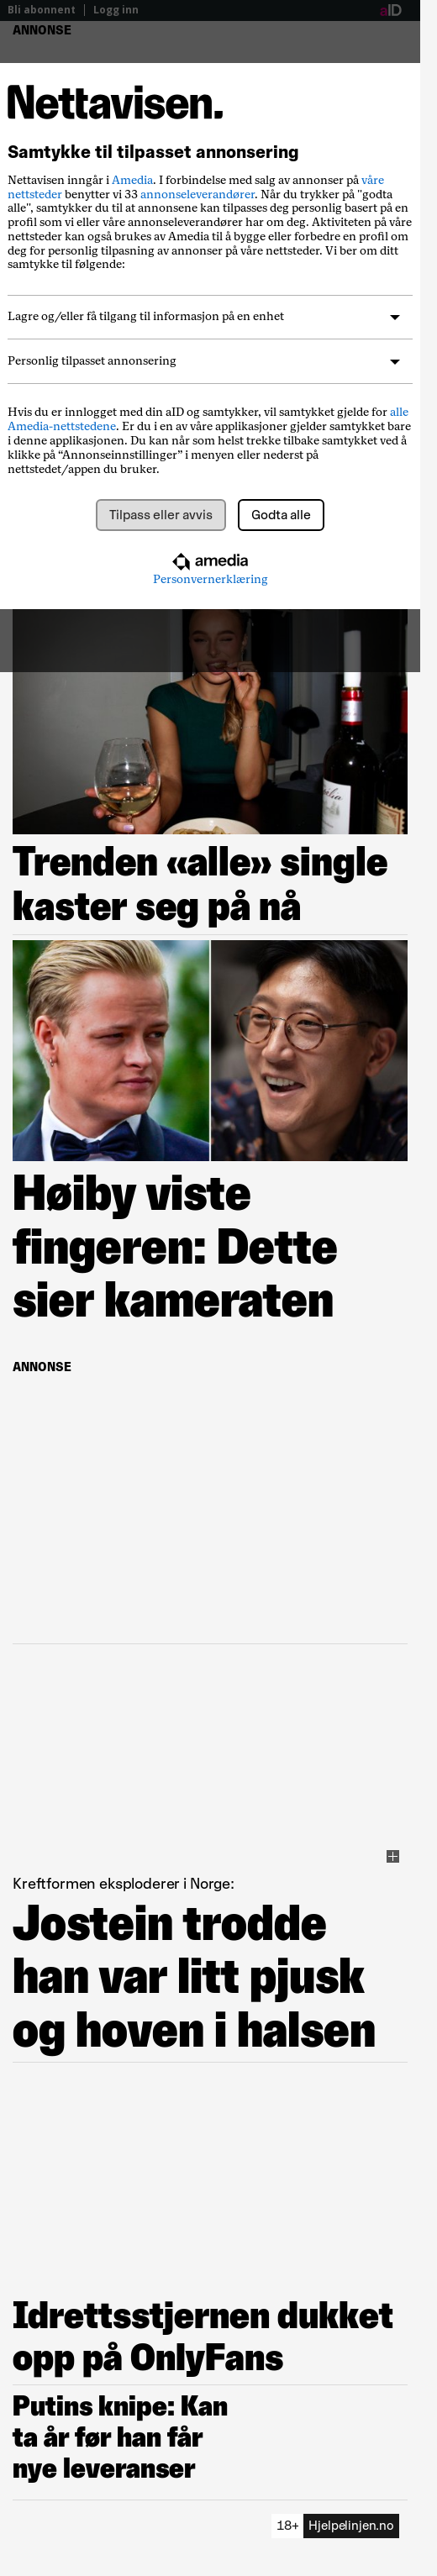 Bli abonnent | Logg inn
aID
ANNONSE
Nettavisen.
Samtykke til tilpasset annonsering
Nettavisen inngår i Amedia. I forbindelse med salg av annonser på våre
nettsteder benytter vi 33 annonseleverandører. Når du trykker på "godta
alle", samtykker du til at annonsene kan tilpasses deg personlig basert på en
profil som vi eller våre annonseleverandører har om deg. Aktiviteten på våre
nettsteder kan også brukes av Amedia til å bygge eller forbedre en profil om
deg for personlig tilpasning av annonser på våre nettsteder. Vi ber om ditt
samtykke til følgende:
Lagre og/eller få tilgang til informasjon på en enhet
Personlig tilpasset annonsering
Hvis du er innlogget med din aID og samtykker, vil samtykket gjelde for alle
Amedia-nettstedene. Er du i en av våre applikasjoner gjelder samtykket bare
i denne applikasjonen. Du kan når som helst trekke tilbake samtykket ved å
klikke på “Annonseinnstillinger” i menyen eller nederst på
nettstedet/appen du bruker.
Tilpass eller avvis
Godta alle
amedia
Personvernerklæring
Trenden «alle» single
kaster seg på nå
Høiby viste
fingeren: Dette
sier kameraten
ANNONSE
Kreftformen eksploderer i Norge:
Jostein trodde
han var litt pjusk
og hoven i halsen
Idrettsstjernen dukket
opp på OnlyFans
Putins knipe: Kan
ta år før han får
nye leveranser
18+ Hjelpelinjen.no